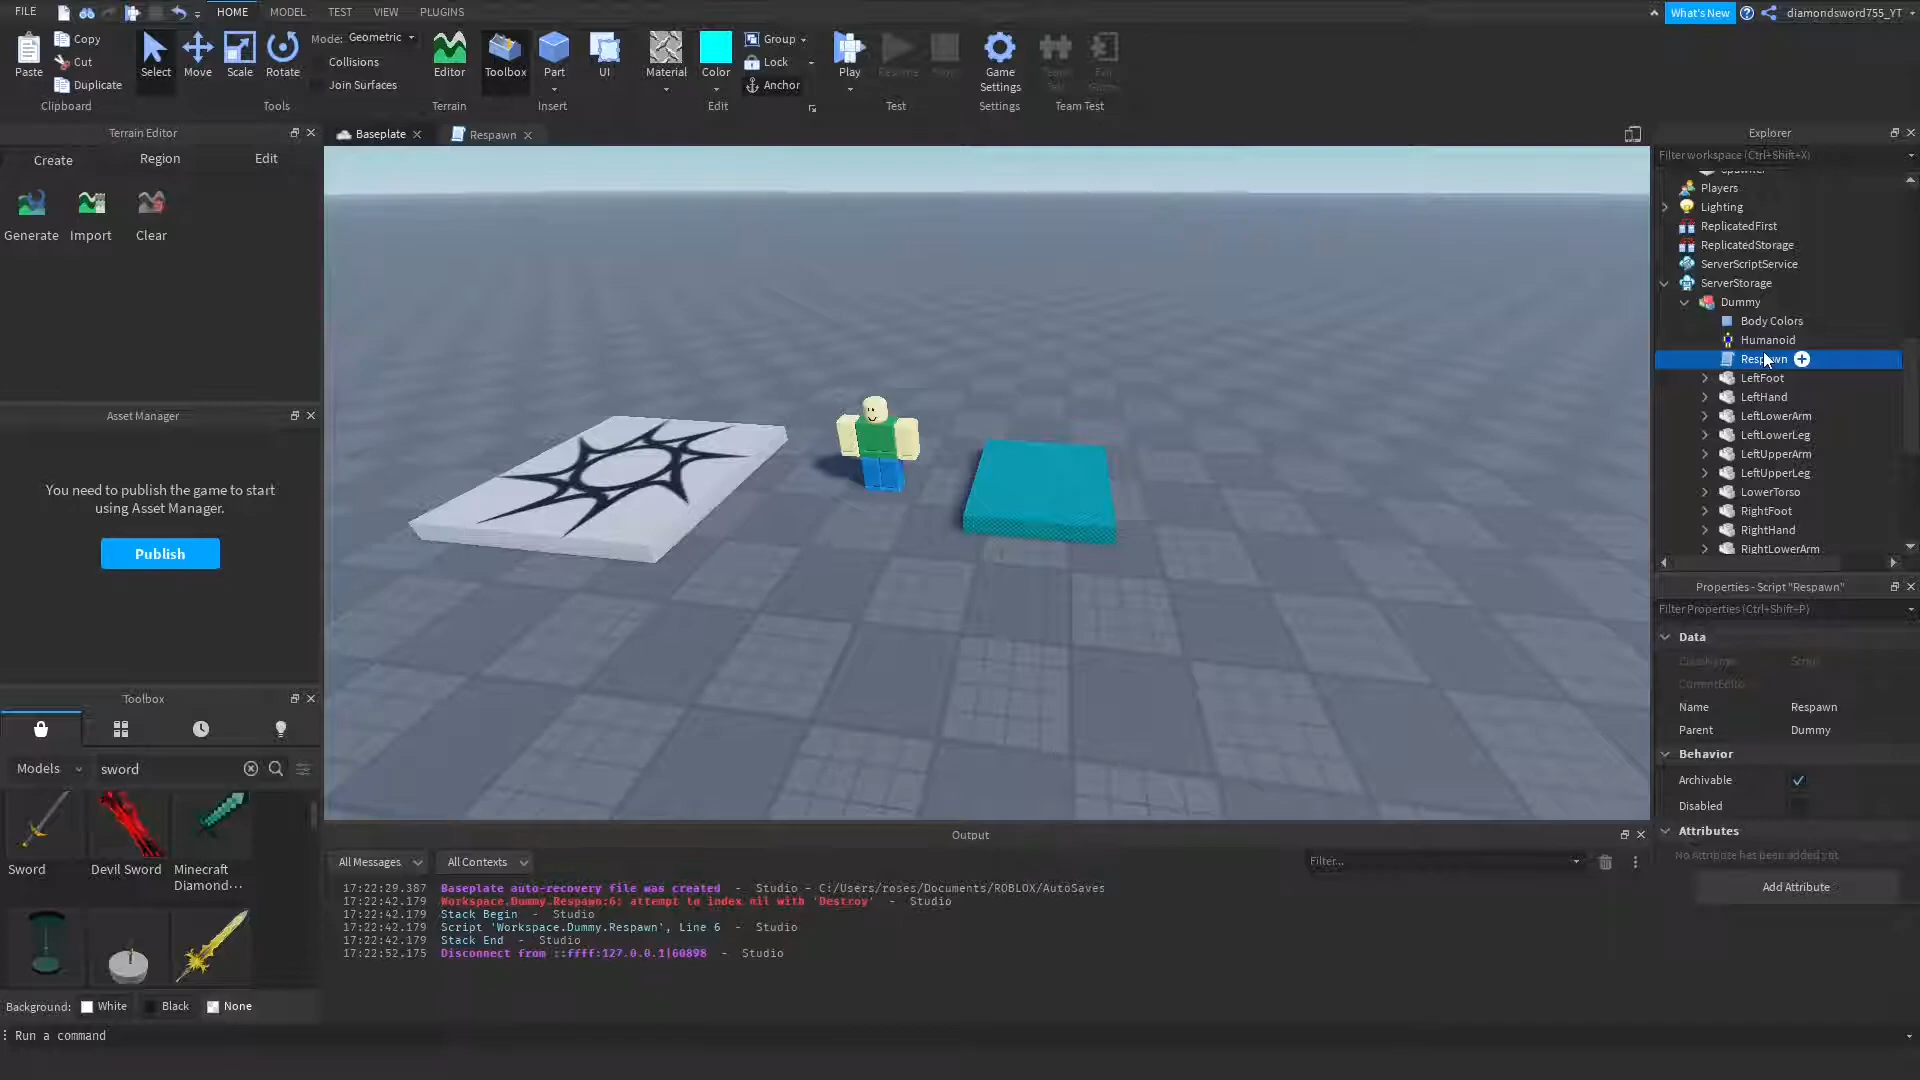 FILE
HOME
MODEL
TEST
VIEW
PLUGINS
What's New
diamondsword755_YT
Paste
Copy
Cut
Duplicate
Clipboard
Select
Move
Scale
Rotate
Mode: Geometric
Collisions
Join Surfaces
Tools
Editor
Terrain
Toolbox
Part
UI
Insert
Material
Color
Group
Lock
Anchor
Edit
Play
Test
Game
Settings
Settings
Team Test
Terrain Editor
Create
Region
Edit
Generate
Import
Clear
Asset Manager
You need to publish the game to start
using Asset Manager.
Publish
Toolbox
Models
sword
Sword
Devil Sword
Minecraft
Diamond···
Background:
White
Black
None
Run a command
Baseplate
Respawn
Output
All Messages
All Contexts
Filter...
17:22:29.387 Baseplate auto-recovery file was created - Studio - C:/Users/roses/Documents/ROBLOX/AutoSaves
17:22:42.179 Workspace.Dummy.Respawn:6: attempt to index nil with 'Destroy' - Studio
17:22:42.179 Stack Begin - Studio
17:22:42.179 Script 'Workspace.Dummy.Respawn', Line 6 - Studio
17:22:42.179 Stack End - Studio
17:22:52.175 Disconnect from ::ffff:127.0.0.1|60898 - Studio
Explorer
Filter workspace (Ctrl+Shift+X)
Players
Lighting
ReplicatedFirst
ReplicatedStorage
ServerScriptService
ServerStorage
Dummy
Body Colors
Humanoid
Respawn
LeftFoot
LeftHand
LeftLowerArm
LeftLowerLeg
LeftUpperArm
LeftUpperLeg
LowerTorso
RightFoot
RightHand
RightLowerArm
Properties - Script "Respawn"
Filter Properties (Ctrl+Shift+P)
Data
Name Respawn
Parent Dummy
Behavior
Archivable
Disabled
Attributes
No Attribute has been added yet
Add Attribute